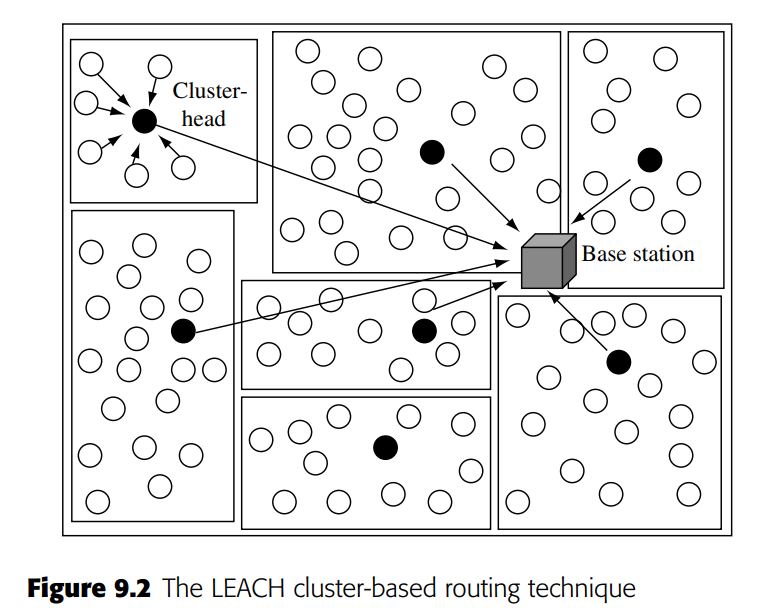 Cluster-
head
Base station
Figure 9.2 The LEACH cluster-based routing technique